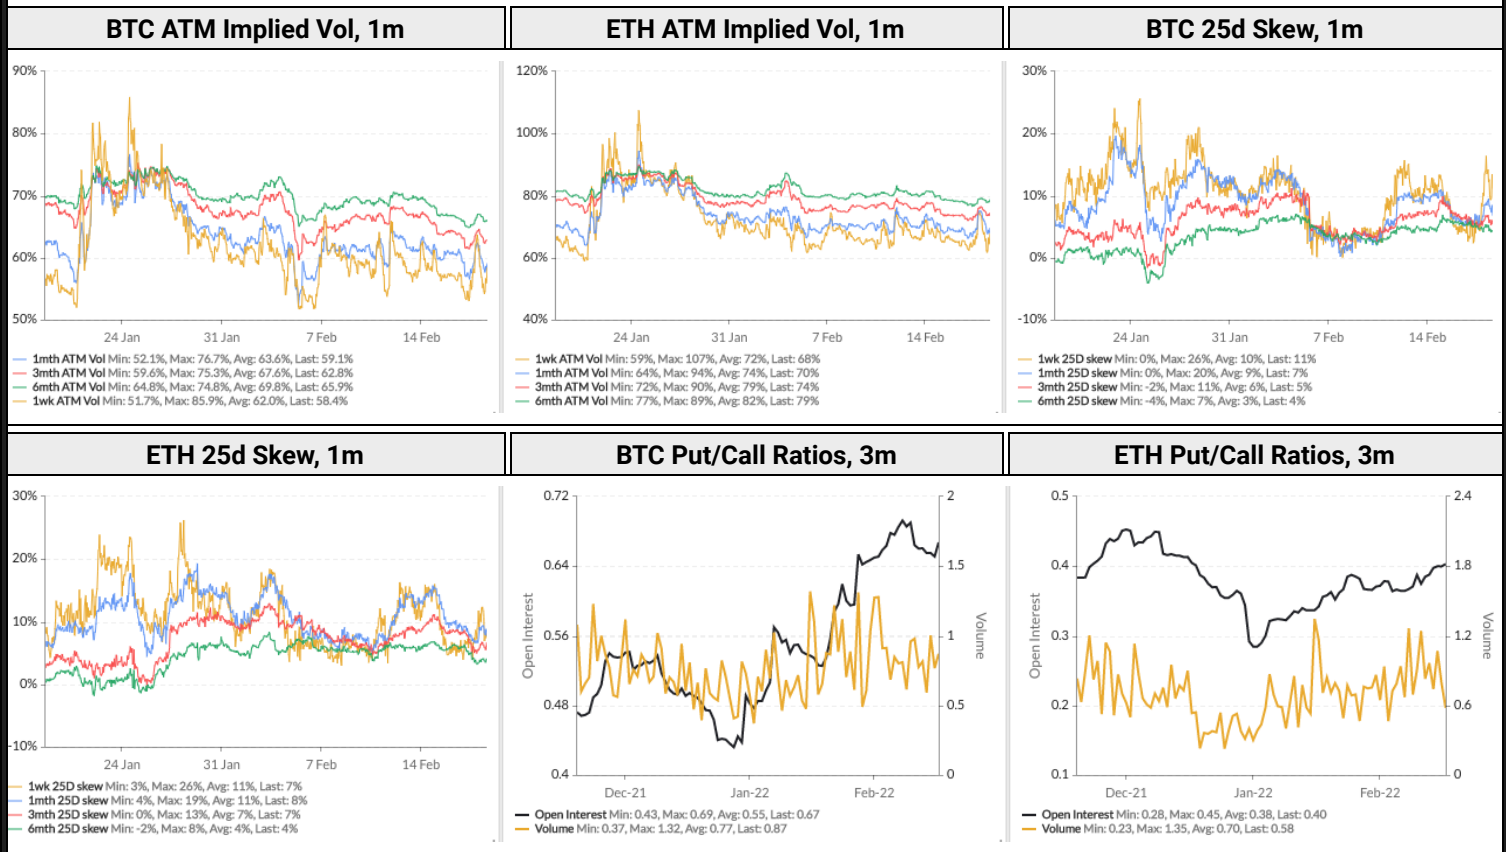 BTC ATM Implied Vol, 1m
90%
80%
70%
60%
50%
24 Jan
31 Jan
7 Feb
14 Feb
1mth ATM Vol Min: 52.1%, Max: 76.7%, Avg: 63.6%, Last: 59.1%
3mth ATM Vol Min: 59.6%, Max: 75.3%, Avg: 67.6%, Last: 62.8%
6mth ATM Vol Min: 64.8%, Max: 74.8%, Avg: 69.8%, Last: 65.9%
1wk ATM Vol Min: 51.7%, Max: 85.9%, Avg: 62.0%, Last: 58.4%
ETH ATM Implied Vol, 1m
120%
100%
80%
60%
40%
24 Jan
31 Jan
7 Feb
14 Feb
1wk ATM Vol Min: 59%, Max: 107%, Avg: 72%, Last: 68%
1mth ATM Vol Min: 64%, Max: 94%, Avg: 74%, Last: 70%
3mth ATM Vol Min: 72%, Max: 90%, Avg: 79%, Last: 74%
6mth ATM Vol Min: 77%, Max: 89%, Avg: 82%, Last: 79%
BTC 25d Skew, 1m
30%
20%
10%
0%
-10%
24 Jan
31 Jan
7 Feb
14 Feb
1wk 25D skew Min: 0%, Max: 26%, Avg: 10%, Last: 11%
1mth 25D skew Min: 0%, Max: 20%, Avg: 9%, Last: 7%
3mth 25D skew Min: -2%, Max: 11%, Avg: 6%, Last: 5%
6mth 25D skew Min: -4%, Max: 7%, Avg: 3%, Last: 4%
ETH 25d Skew, 1m
30%
20%
10%
0%
-10%
24 Jan
31 Jan
7 Feb
14 Feb
1wk 25D skew Min: 3%, Max: 26%, Avg: 11%, Last: 7%
1mth 25D skew Min: 4%, Max: 19%, Avg: 11%, Last: 8%
3mth 25D skew Min: 0%, Max: 13%, Avg: 7%, Last: 7%
6mth 25D skew Min: -2%, Max: 8%, Avg: 4%, Last: 4%
BTC Put/Call Ratios, 3m
0.72
0.64
0.56
0.48
0.4
Open Interest
2
1.5
1
0.5
0
Volume
Dec-21
Jan-22
Feb-22
Open Interest Min: 0.43, Max: 0.69, Avg: 0.55, Last: 0.67
Volume Min: 0.37, Max: 1.32, Avg: 0.77, Last: 0.87
ETH Put/Call Ratios, 3m
0.5
0.4
0.3
0.2
0.1
Open Interest
2.4
1.8
1.2
0.6
0
Volume
Dec-21
Jan-22
Feb-22
Open Interest Min: 0.28, Max: 0.45, Avg: 0.38, Last: 0.40
Volume Min: 0.23, Max: 1.35, Avg: 0.70, Last: 0.58